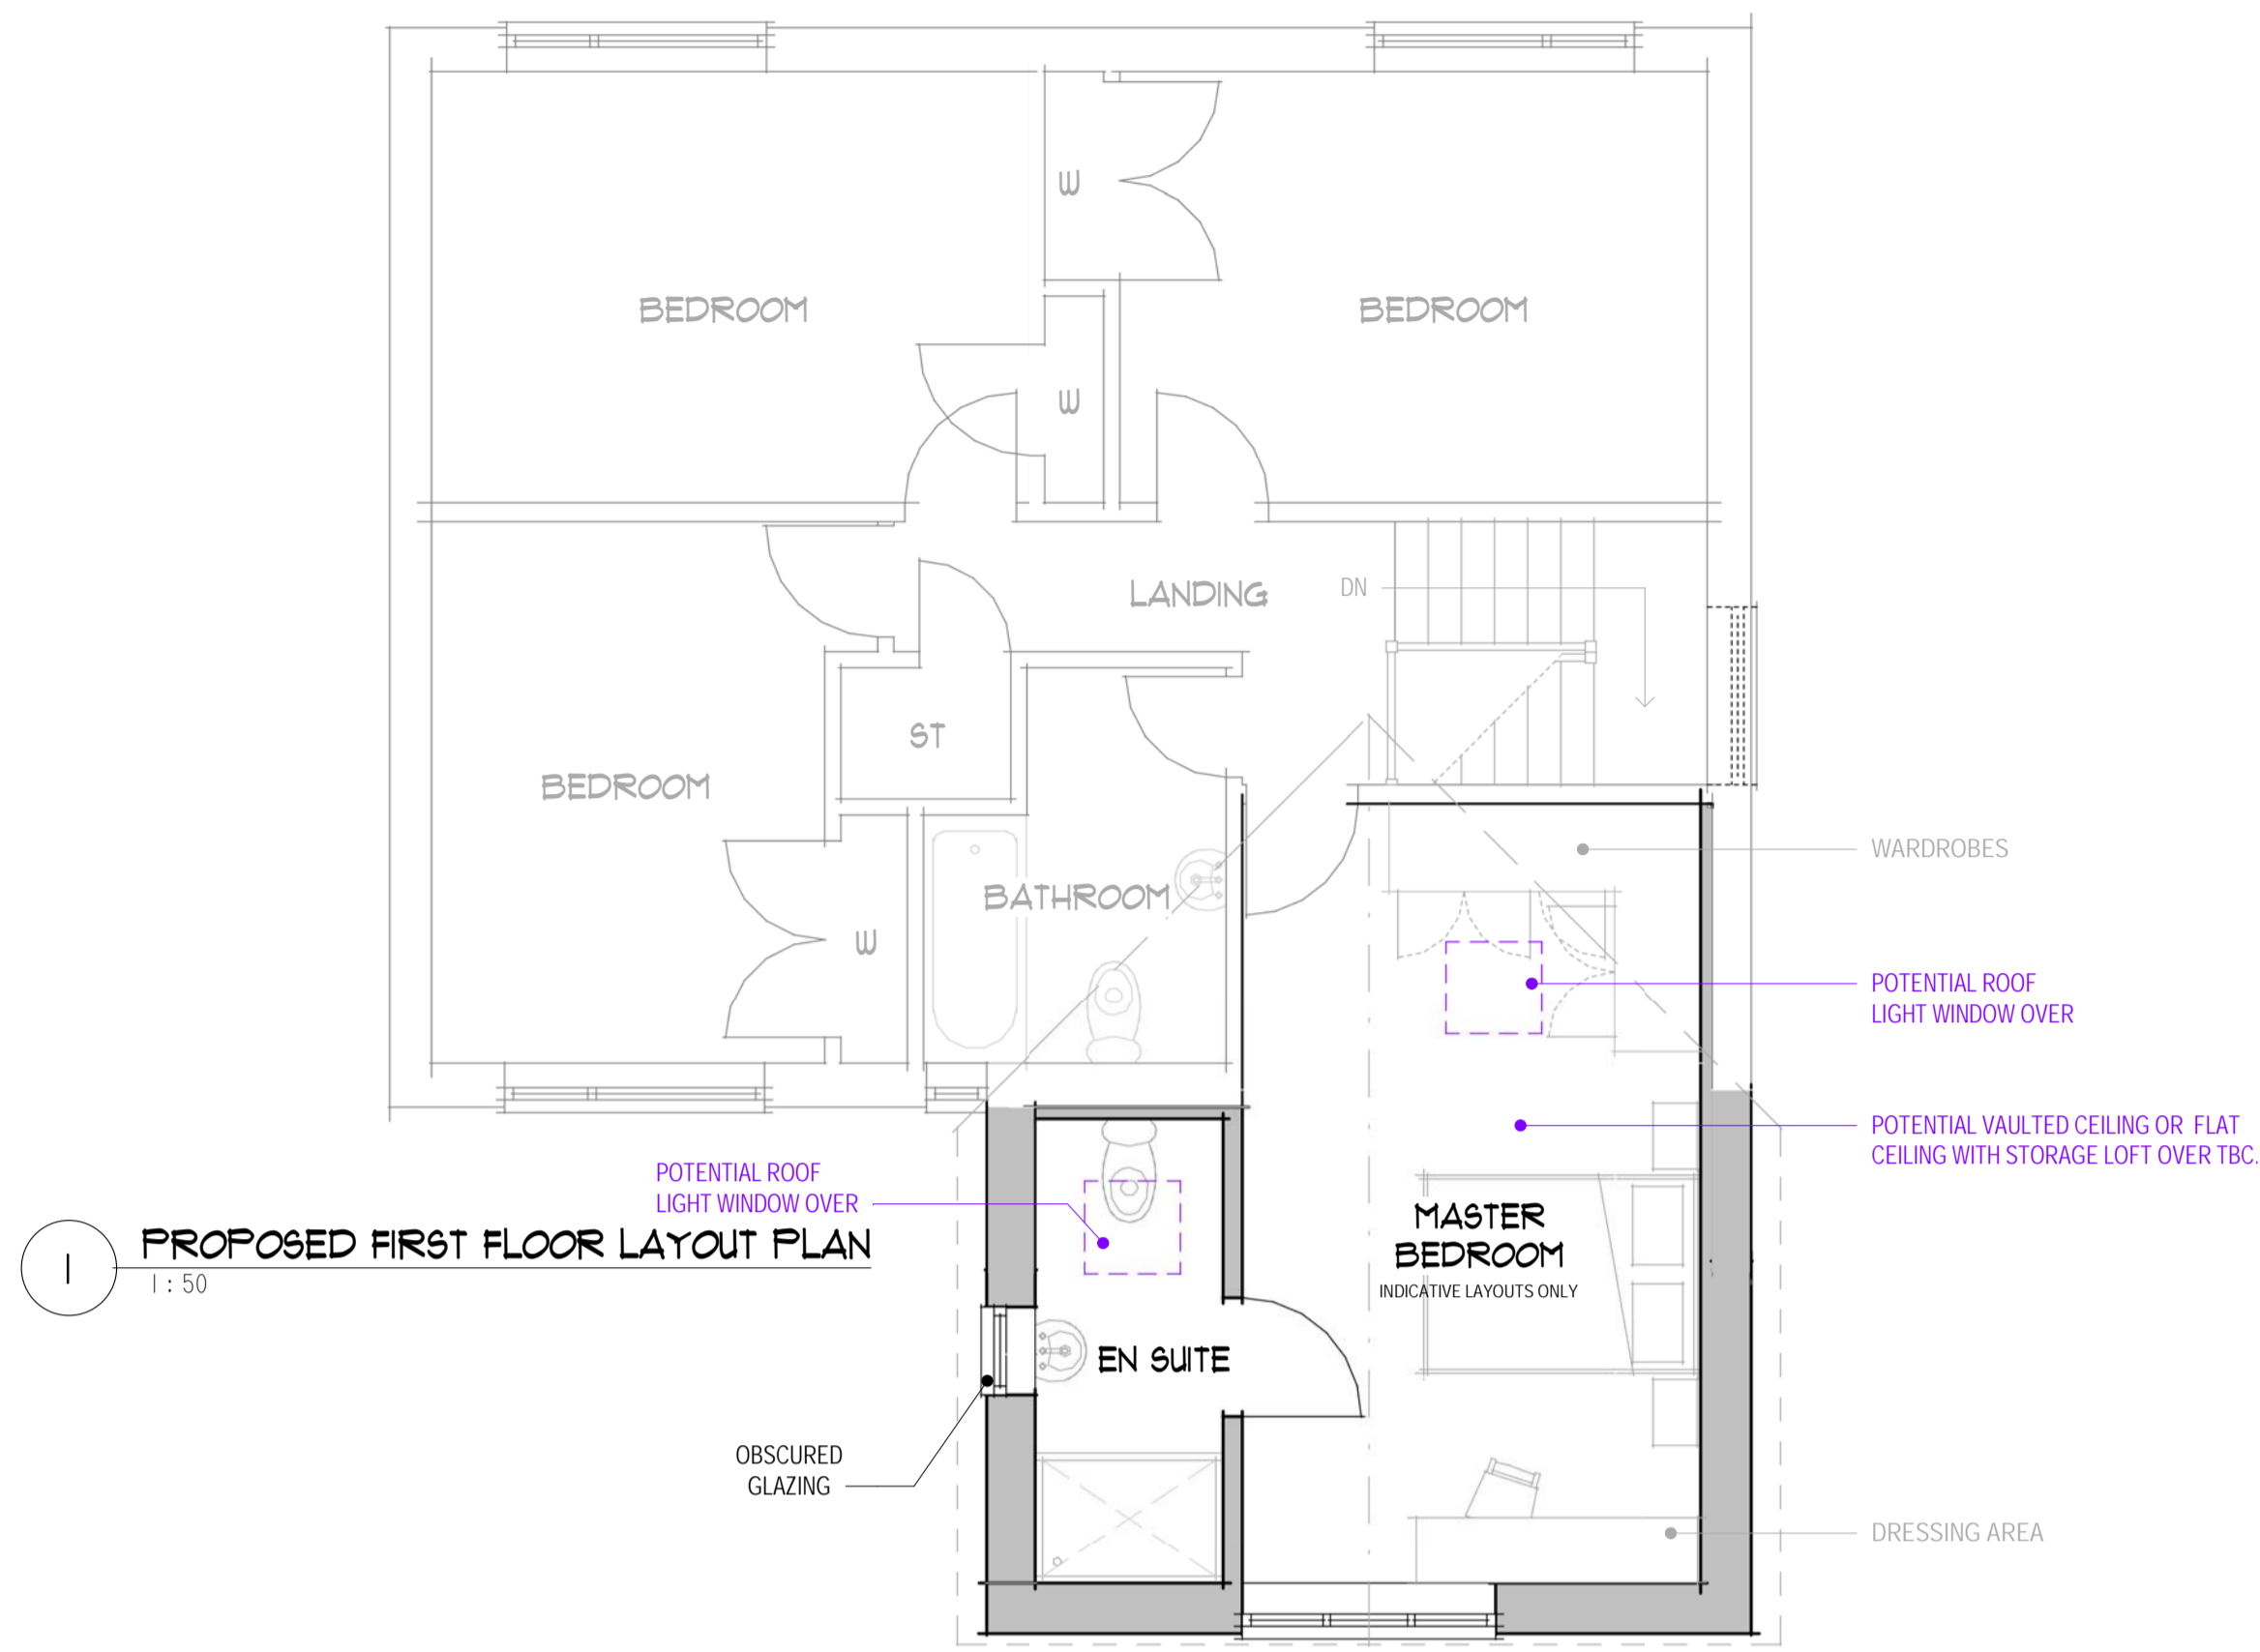 W
BEDROOM
BEDROOM
W
LANDING
DN
ST
BEDROOM
WARDROBES
BATHROOM
W
POTENTIAL ROOF
LIGHT WINDOW OVER
POTENTIAL VAULTED CEILING OR FLAT
CEILING WITH STORAGE LOFT OVER TBC.
POTENTIAL ROOF
LIGHT WINDOW OVER
MASTER
BEDROOM
INDICATIVE LAYOUTS ONLY
1
PROPOSED FIRST FLOOR LAYOUT PLAN
1 : 50
EN SUITE
OBSCURED
GLAZING
DRESSING AREA